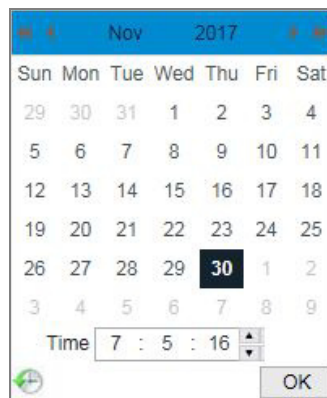 Nov 2017
Sun Mon Tue Wed Thu Fri Sat
29 30 31 1 2 3 4
5 6 7 8 9 10 11
12 13 14 15 16 17 18
19 20 21 22 23 24 25
26 27 28 29 30 1 2
3 4 5 6 7 8 9
Time 7 : 5 : 16
OK